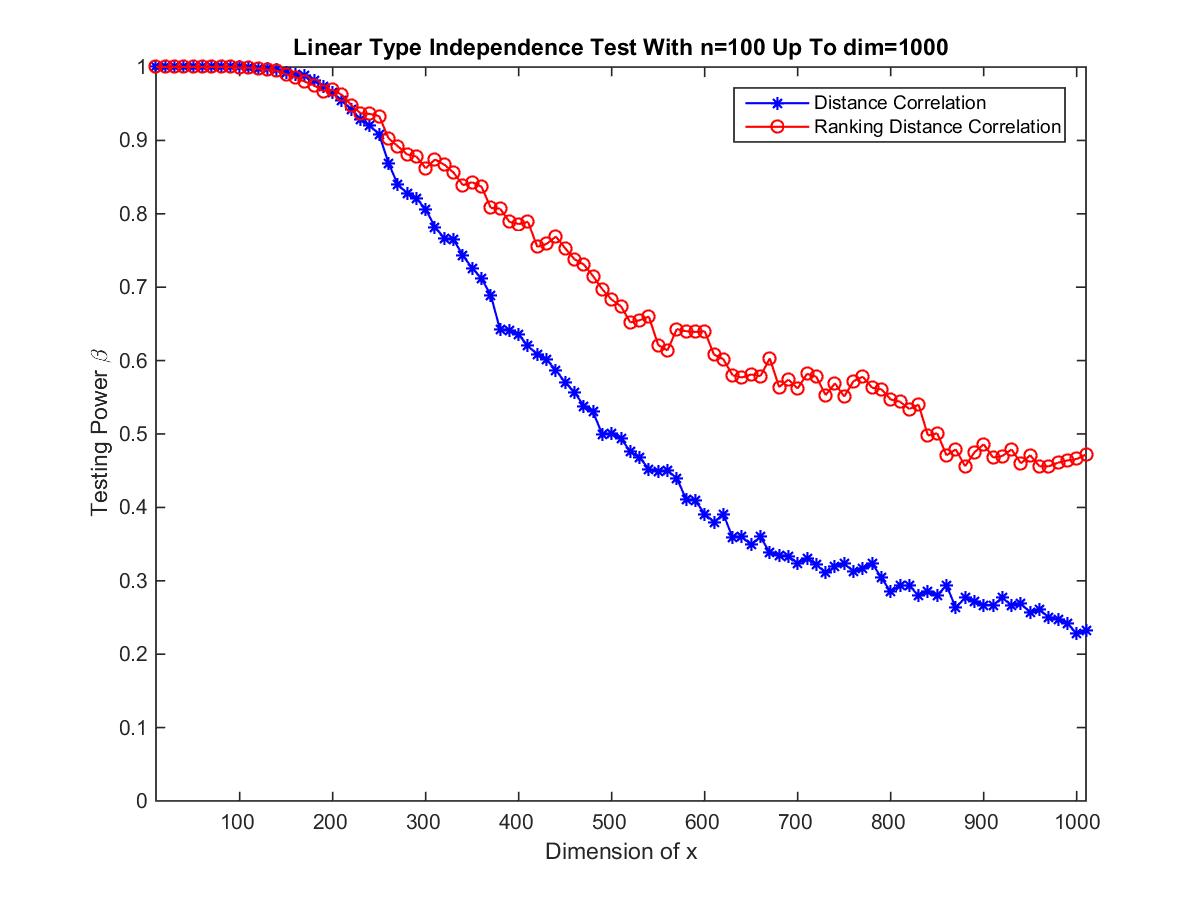 Linear Type Independence Test With n=100 Up To dim=1000
Distance Correlation
Ranking Distance Correlation
1
0.9
0.8
0.7
0.6
0.5
0.4
0.3
0.2
0.1
0
Testing Power β
100 200 300 400 500 600 700 800 900 1000
Dimension of x